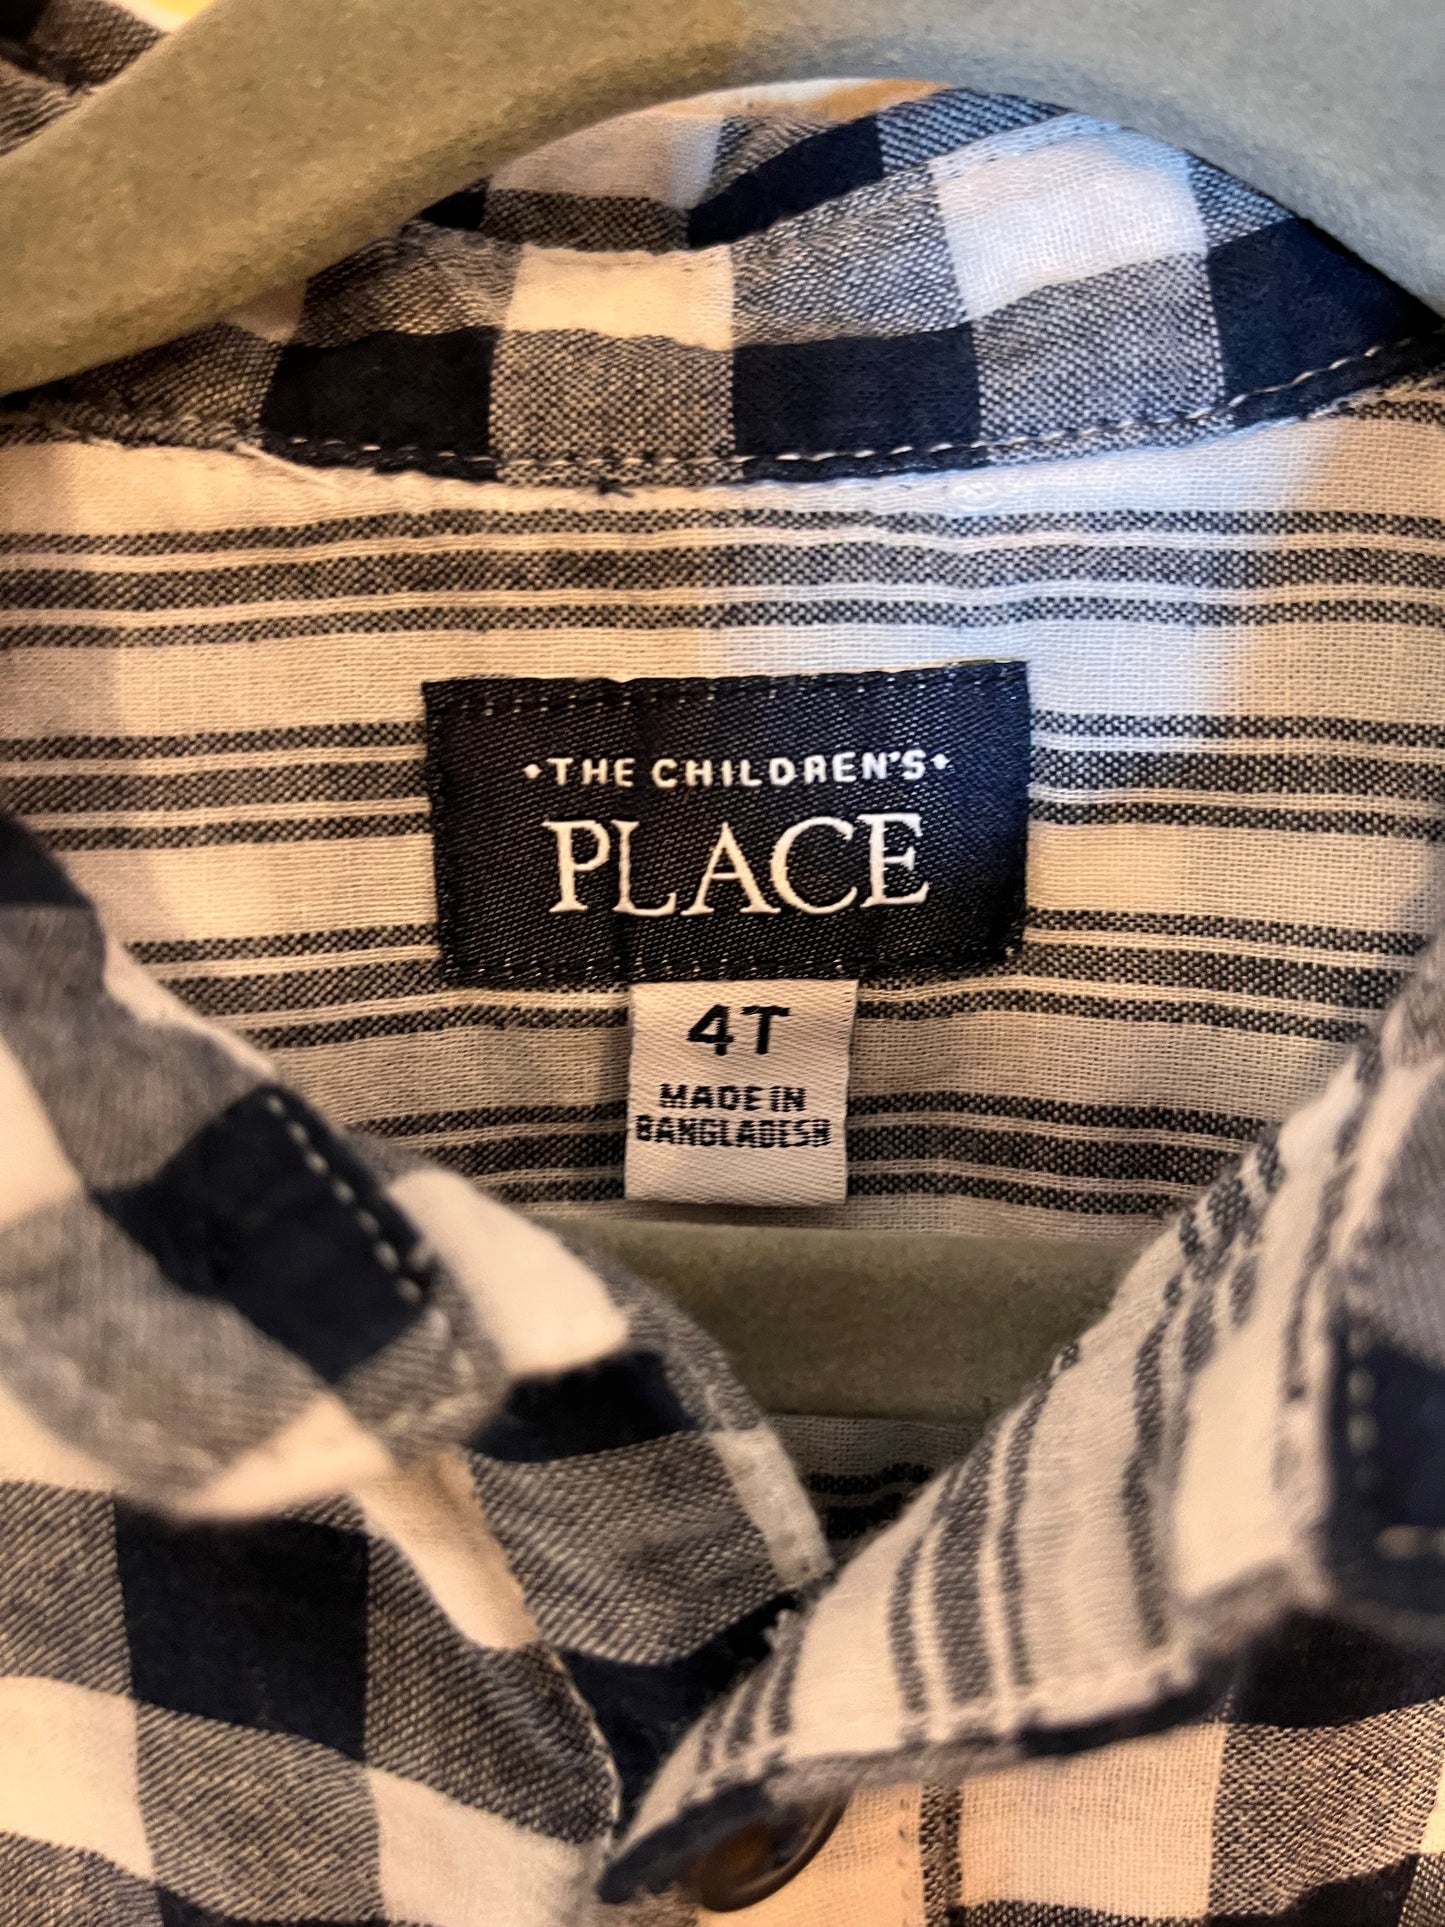 •THE CHILDREN'S•
PLACE
4T
MADE IN
BANGLADESH